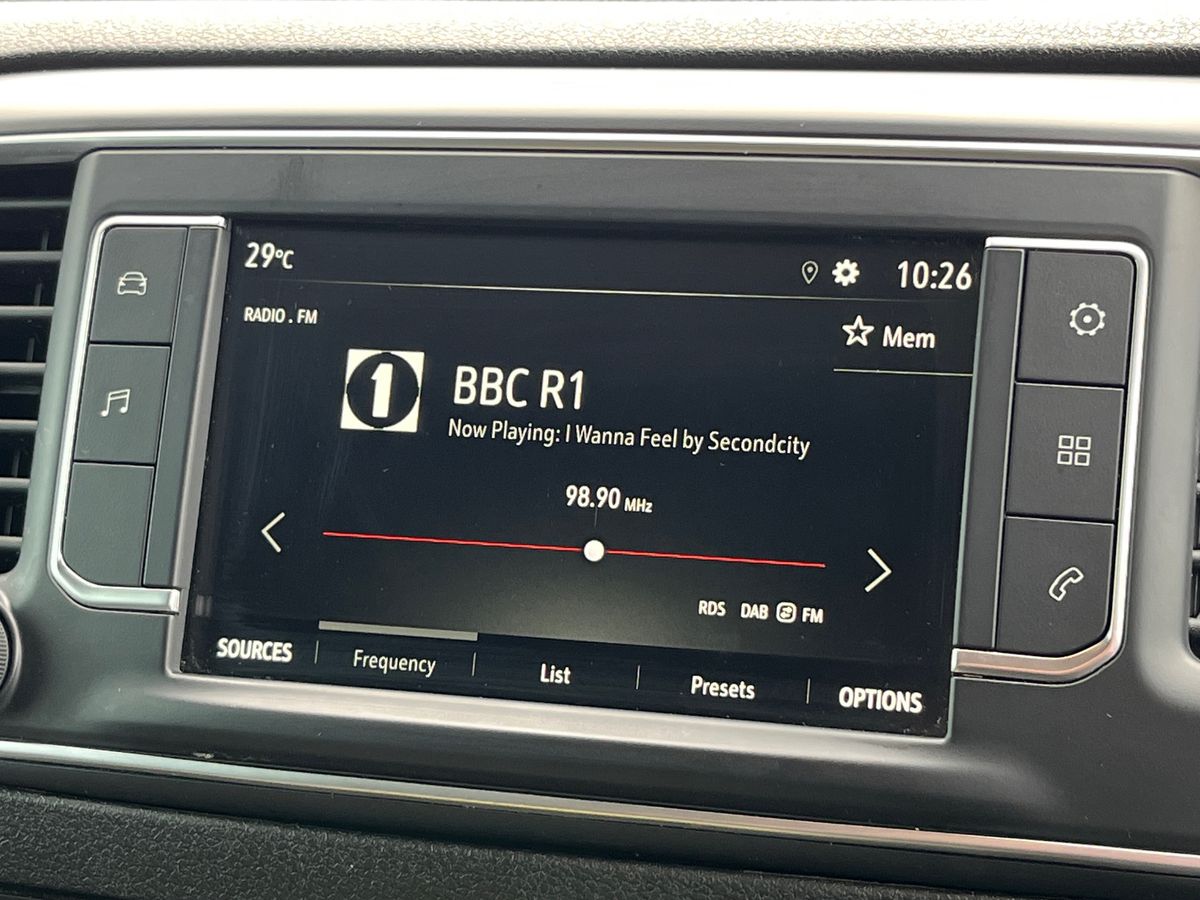 29°C
10:26
RADIO . FM
Mem
1
BBC R1
Now Playing: I Wanna Feel by Secondcity
98.90 MHz
RDS DAB FM
SOURCES Frequency List Presets OPTIONS